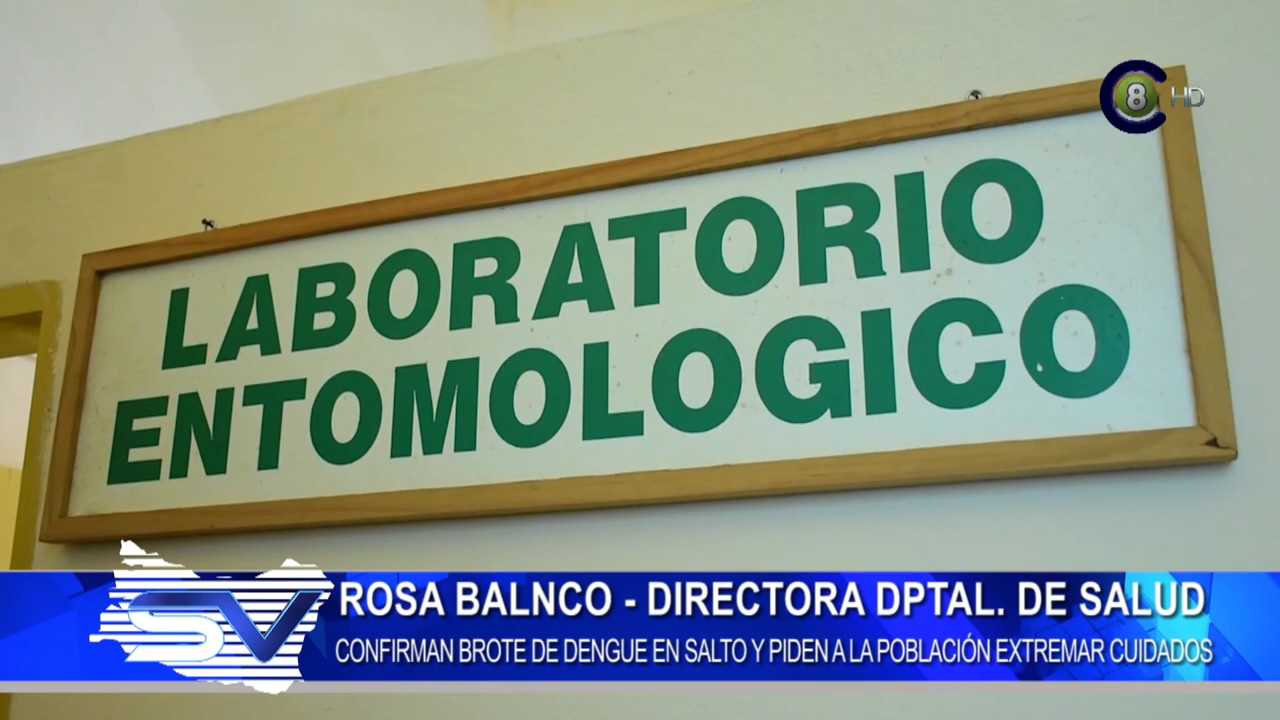 C 8 HD
LABORATORIO
ENTOMOLOGICO
SV
ROSA BALNCO - DIRECTORA DPTAL. DE SALUD
CONFIRMAN BROTE DE DENGUE EN SALTO Y PIDEN A LA POBLACIÓN EXTREMAR CUIDADOS